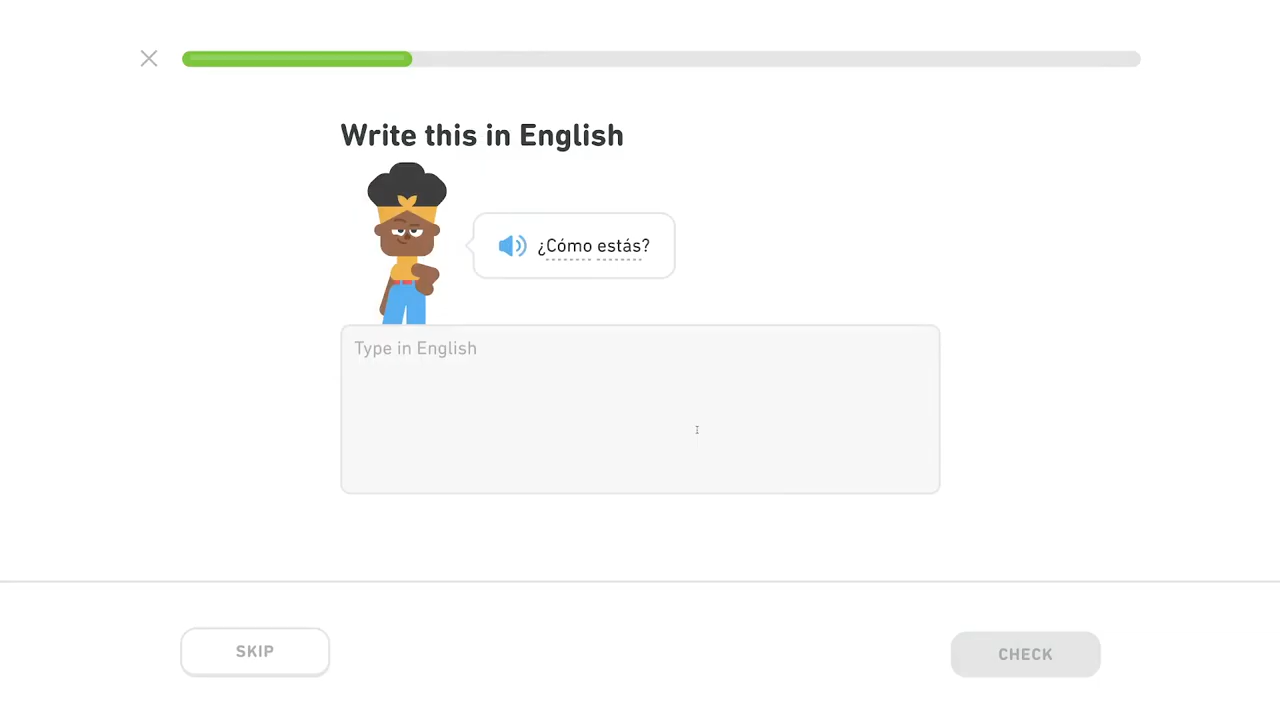 Write this in English
¿Cómo estás?
Type in English
SKIP
CHECK